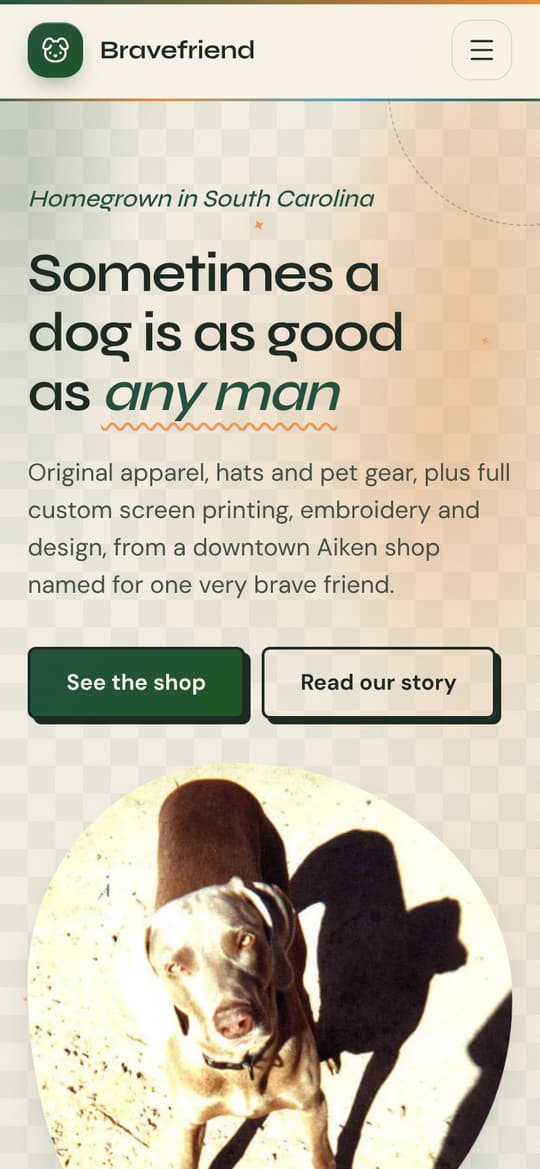 Bravefriend
Homegrown in South Carolina
Sometimes a
dog is as good
as any man
Original apparel, hats and pet gear, plus full
custom screen printing, embroidery and
design, from a downtown Aiken shop
named for one very brave friend.
See the shop
Read our story